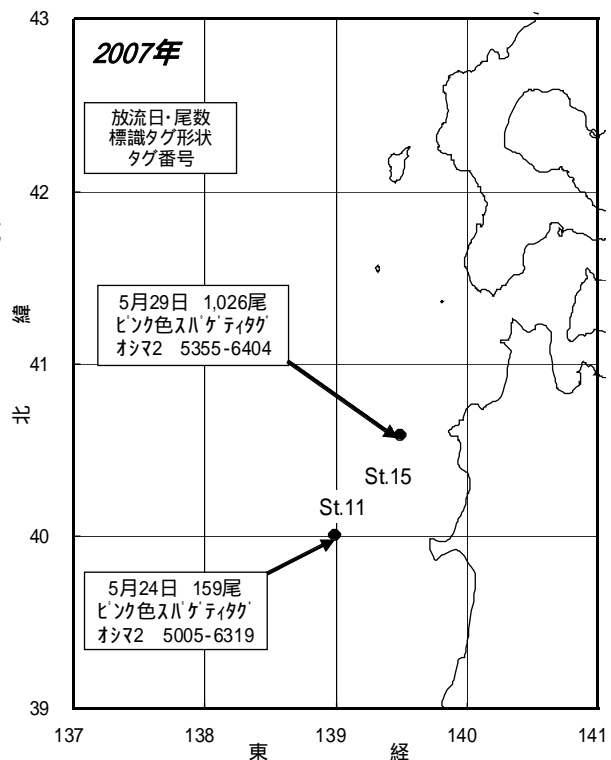 43
2007年
放流日・尾数
標識タグ形状
タグ番号
42
5月29日 1,026尾
ピンク色スパゲティタグ
オシマ2 5355-6404
緯
41
北
St.15
St.11
40
5月24日 159尾
ピンク色スパゲティタグ
オシマ2 5005-6319
39
137 138 139 140 141
東 経